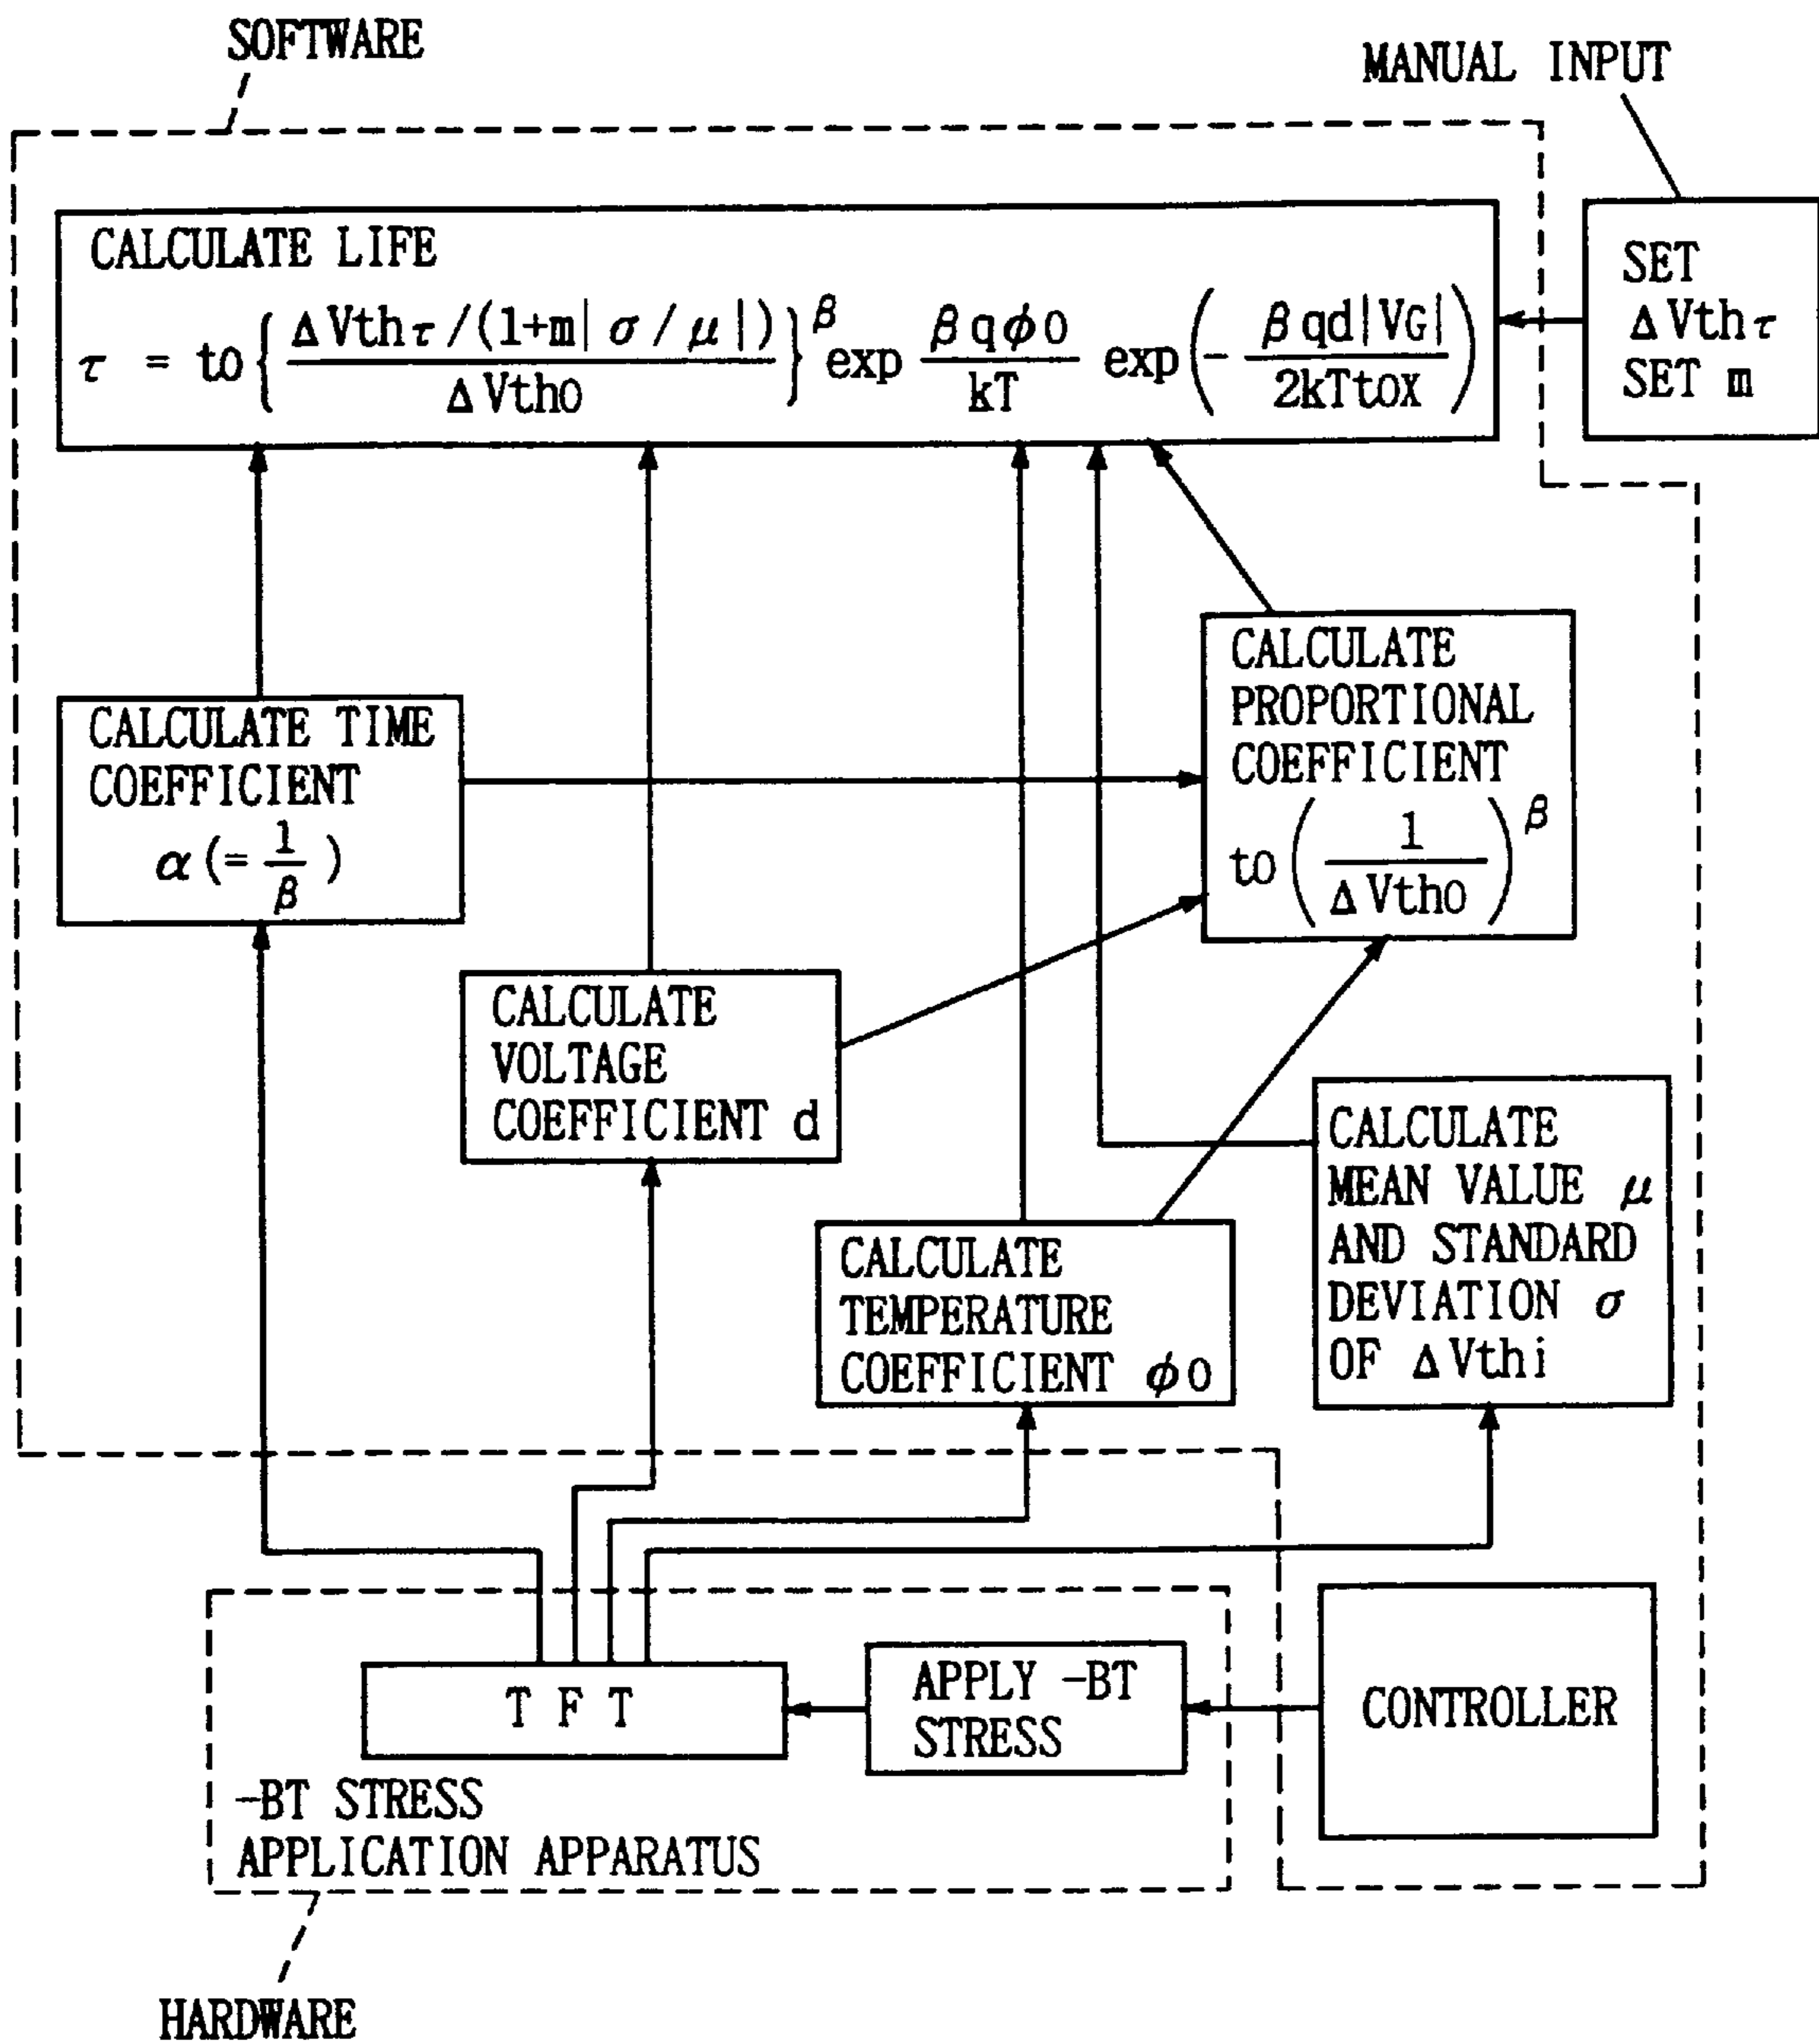 SOFTWARE
MANUAL INPUT
CALCULATE LIFE
τ = to{ΔVthτ/(1+m|σ/μ|) / ΔVtho}^β exp βqφ0/kT exp(-βqd|VG|/2kTtox)
SET
ΔVthτ
SET m
CALCULATE TIME
COEFFICIENT
α(=1/β)
CALCULATE
PROPORTIONAL
COEFFICIENT
to(1/ΔVtho)^β
CALCULATE
VOLTAGE
COEFFICIENT d
CALCULATE
TEMPERATURE
COEFFICIENT φ0
CALCULATE
MEAN VALUE μ
AND STANDARD
DEVIATION σ
OF ΔVthi
T F T
APPLY -BT
STRESS
CONTROLLER
-BT STRESS
APPLICATION APPARATUS
HARDWARE